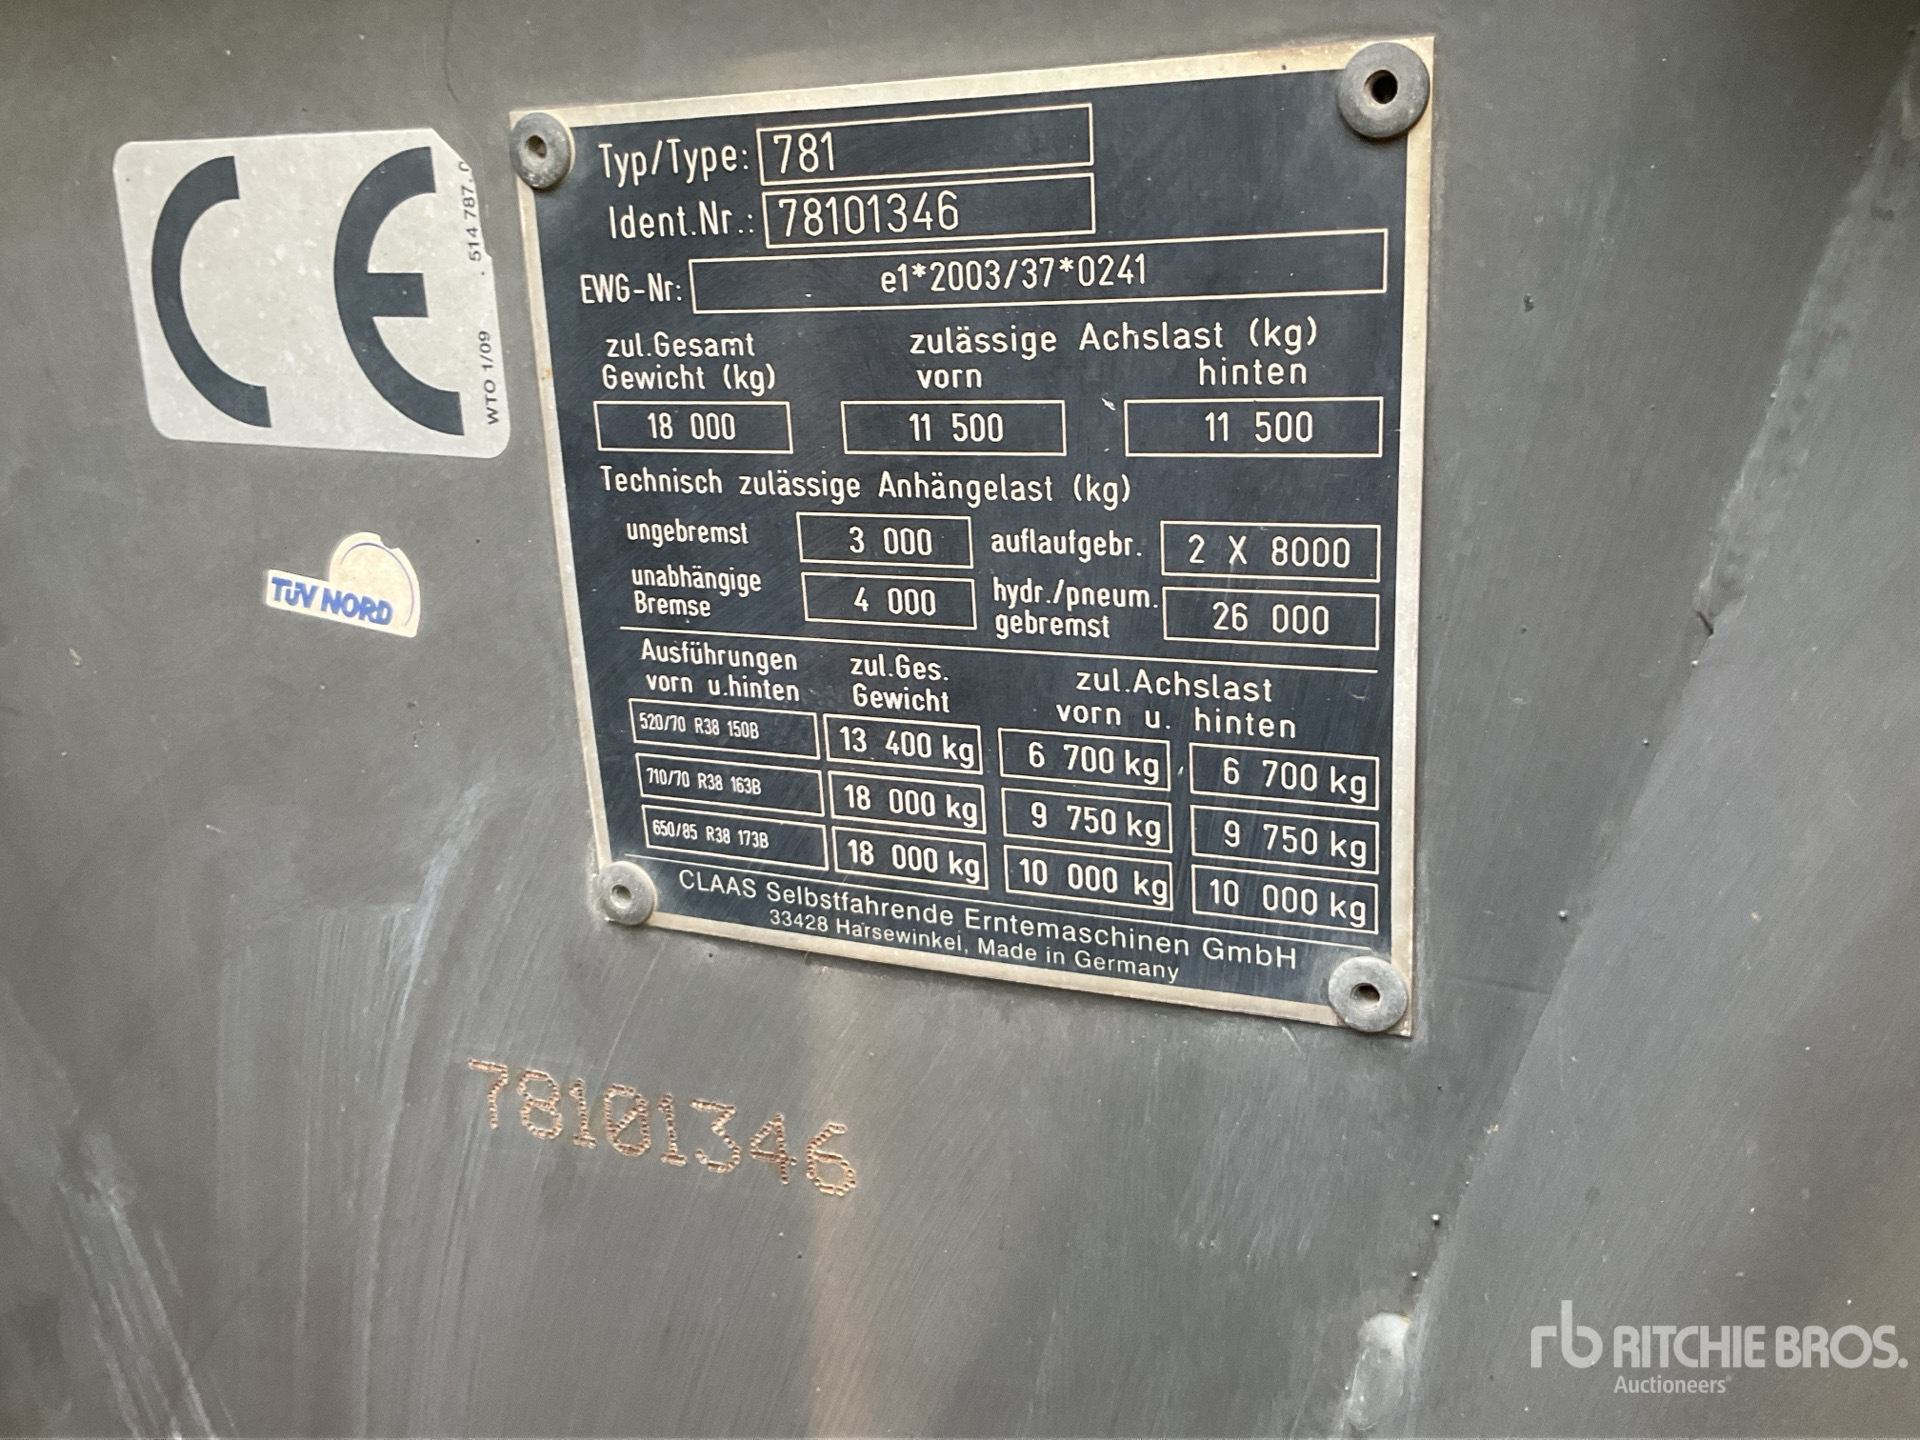 Typ/Type: 781
Ident.Nr.: 78101346
EWG-Nr: e1*2003/37*0241
zul.Gesamt Gewicht (kg)
zulässige Achslast (kg)
vorn hinten
18 000 11 500 11 500
Technisch zulässige Anhängelast (kg)
ungebremst 3 000 auflaufgebr. 2 X 8000
unabhängige Bremse 4 000 hydr./pneum. gebremst 26 000
Ausführungen zul.Ges. zul.Achslast
vorn u.hinten Gewicht vorn u. hinten
520/70 R38 150B 13 400 kg 6 700 kg 6 700 kg
710/70 R38 163B 18 000 kg 9 750 kg 9 750 kg
650/85 R38 173B 18 000 kg 10 000 kg 10 000 kg
CLAAS Selbstfahrende Erntemaschinen GmbH
33428 Harsewinkel, Made in Germany
CE
WTO 1/09 . 514 787.
TÜV NORD
78101346
rb RITCHIE BROS.
Auctioneers